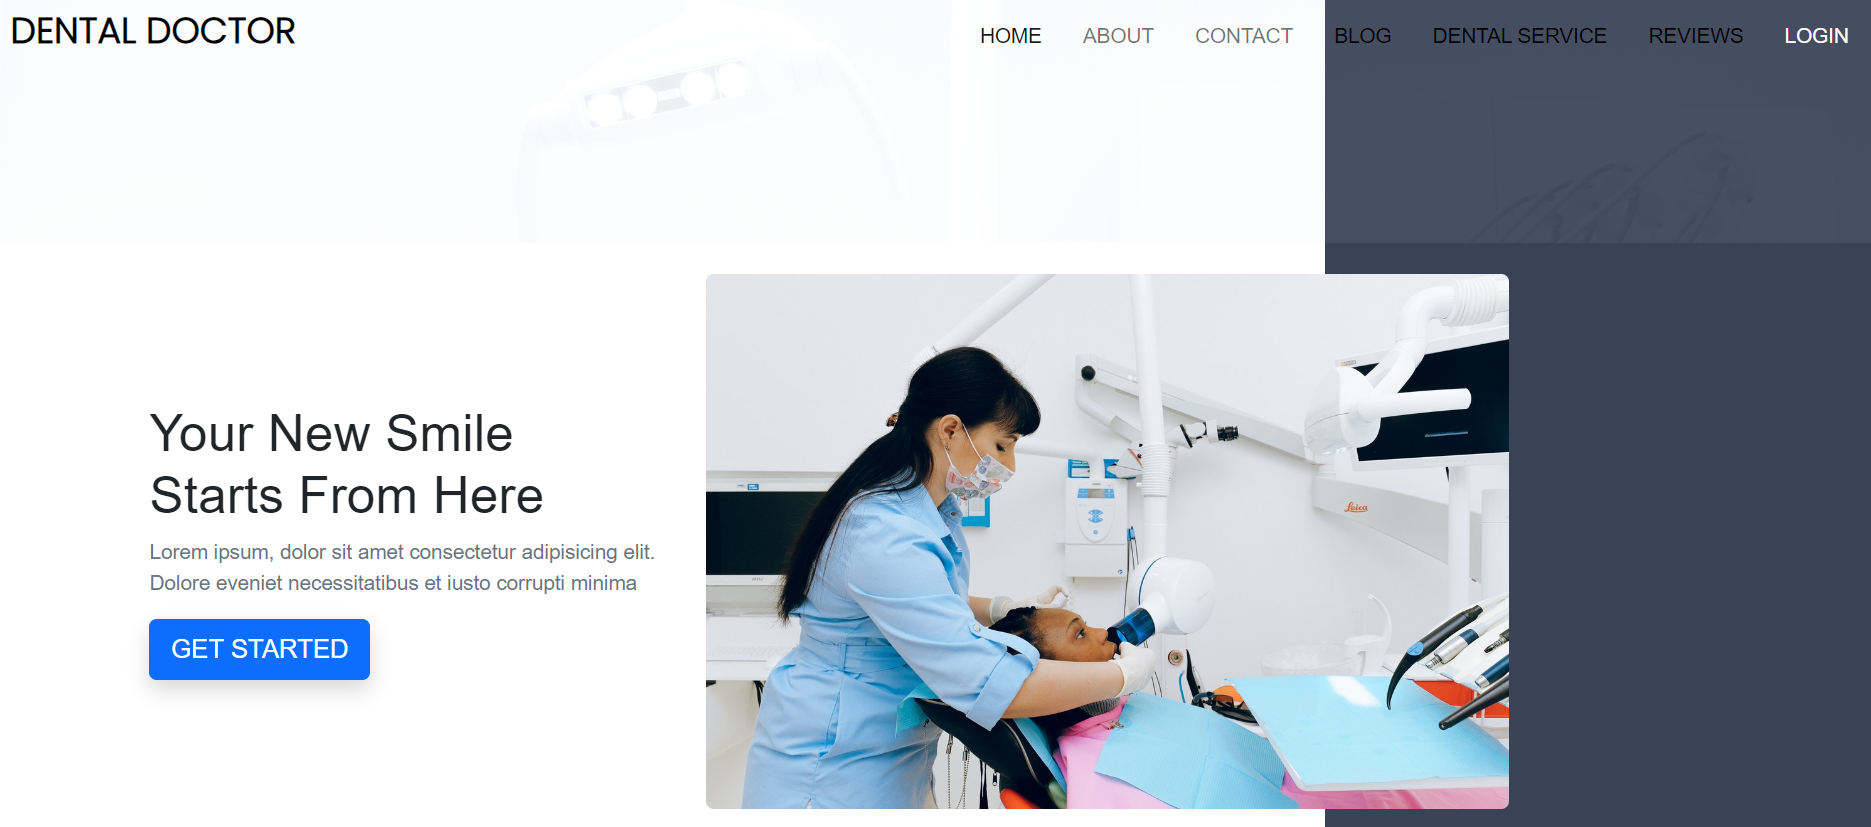 DENTAL DOCTOR
HOME ABOUT CONTACT BLOG DENTAL SERVICE REVIEWS LOGIN
Your New Smile
Starts From Here
Lorem ipsum, dolor sit amet consectetur adipisicing elit.
Dolore eveniet necessitatibus et iusto corrupti minima
GET STARTED
Leica